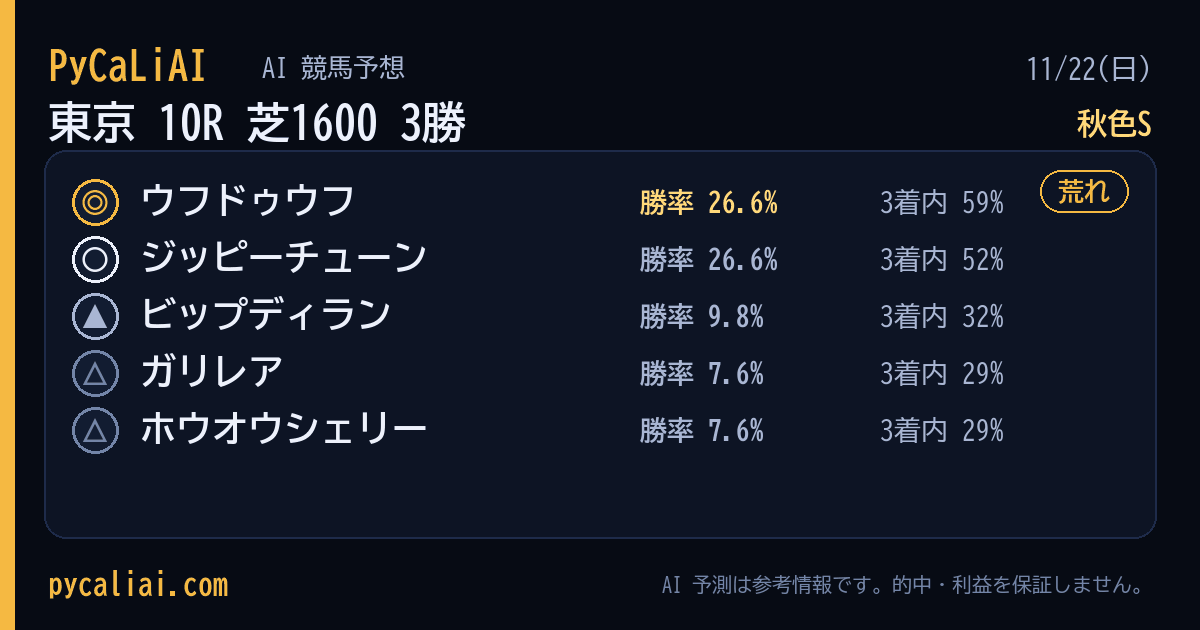 PyCaLiAI AI 競馬予想 11/22(日)
東京 10R 芝1600 3勝 秋色S
荒れ
◎ ウフドゥウフ 勝率 26.6% 3着内 59%
○ ジッピーチューン 勝率 26.6% 3着内 52%
▲ ビップディラン 勝率 9.8% 3着内 32%
△ ガリレア 勝率 7.6% 3着内 29%
△ ホウオウシェリー 勝率 7.6% 3着内 29%
pycaliai.com AI 予測は参考情報です。的中・利益を保証しません。